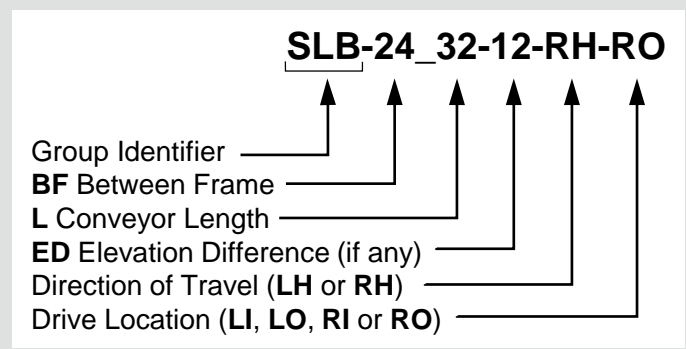 SLB-24_32-12-RH-RO
Group Identifier
BF Between Frame
L Conveyor Length
ED Elevation Difference (if any)
Direction of Travel (LH or RH)
Drive Location (LI, LO, RI or RO)